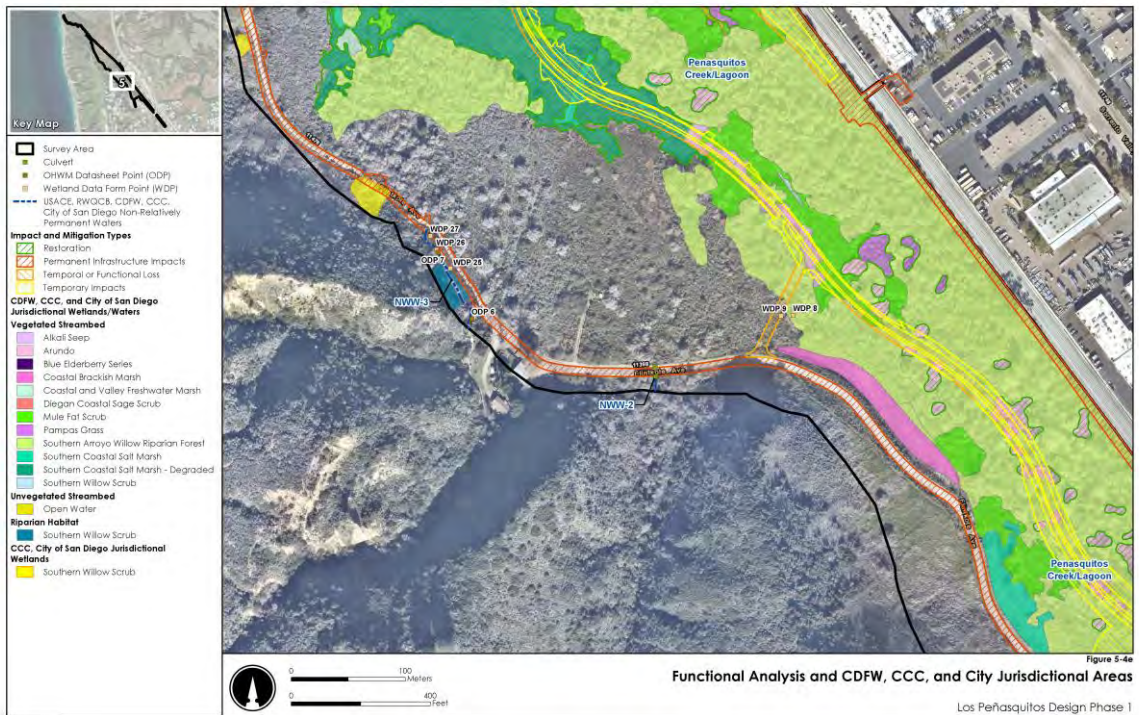 5
Key Map
Survey Area
Culvert
OHWM Datasheet Point (ODP)
Wetland Data Form Point (WDP)
USACE, RWQCB, CDFW, CCC,
City of San Diego Non-Relatively
Permanent Waters
Impact and Mitigation Types
Restoration
Permanent Infrastructure Impacts
Temporal or Functional Loss
Temporary Impacts
CDFW, CCC, and City of San Diego
Jurisdictional Wetlands/Waters
Vegetated Streambed
Alkali Seep
Arundo
Blue Elderberry Series
Coastal Brackish Marsh
Coastal and Valley Freshwater Marsh
Diegan Coastal Sage Scrub
Mule Fat Scrub
Pampas Grass
Southern Arroyo Willow Riparian Forest
Southern Coastal Salt Marsh
Southern Coastal Salt Marsh - Degraded
Southern Willow Scrub
Unvegetated Streambed
Open Water
Riparian Habitat
Southern Willow Scrub
CCC, City of San Diego Jurisdictional
Wetlands
Southern Willow Scrub
Penasquitos
Creek/Lagoon
WDP 27
WDP 26
ODP 7
WDP 25
NWW-3
ODP 6
WDP 9
WDP 8
NWW-2
Penasquitos
Creek/Lagoon
0
100
Meters
0
400
Feet
Figure 5-4e
Functional Analysis and CDFW, CCC, and City Jurisdictional Areas
Los Peñasquitos Design Phase 1